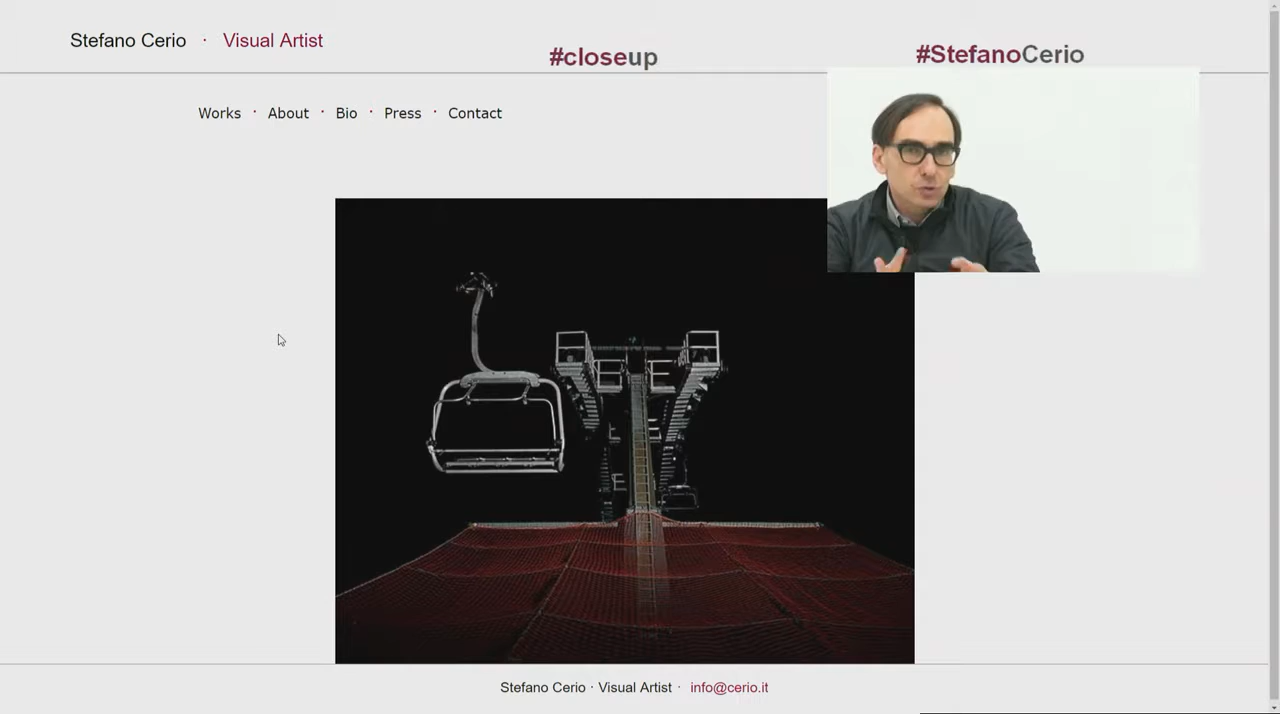 Stefano Cerio · Visual Artist
#closeup
#StefanoCerio
Works · About · Bio · Press · Contact
Stefano Cerio · Visual Artist · info@cerio.it